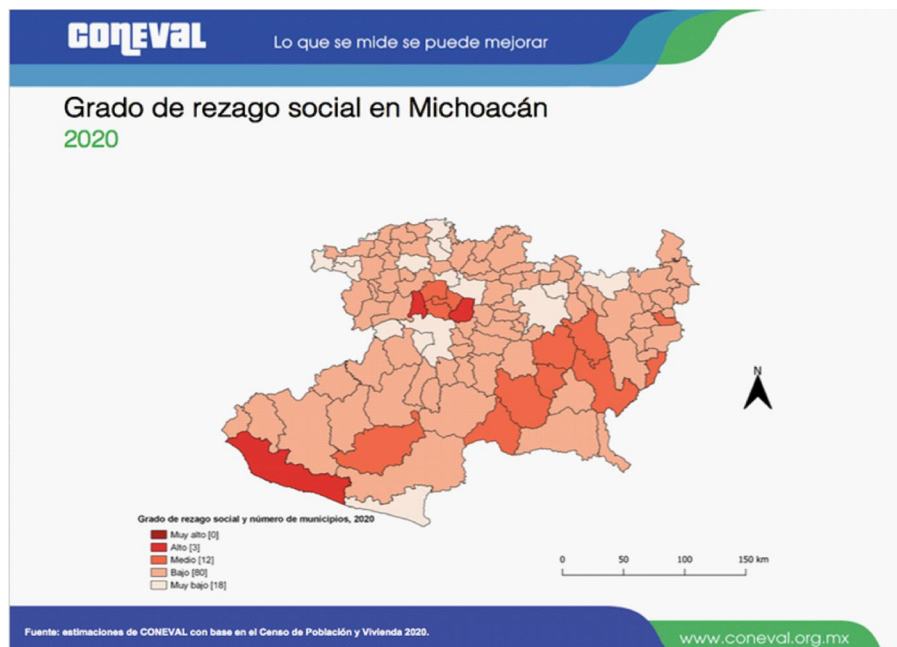 CONEVAL
Lo que se mide se puede mejorar
Grado de rezago social en Michoacán
2020
N
Grado de rezago social y número de municipios, 2020
Muy alto [0]
Alto [3]
Medio [12]
Bajo [80]
Muy bajo [18]
0 50 100 150 km
Fuente: estimaciones de CONEVAL con base en el Censo de Población y Vivienda 2020.
www.coneval.org.mx